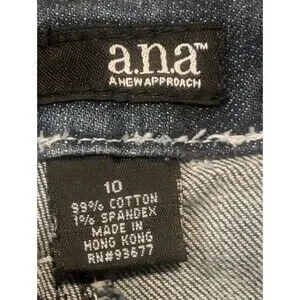 a.n.a™
A NEW APPROACH
10
99% COTTON
1% SPANDEX
MADE IN
HONG KONG
RN#93677